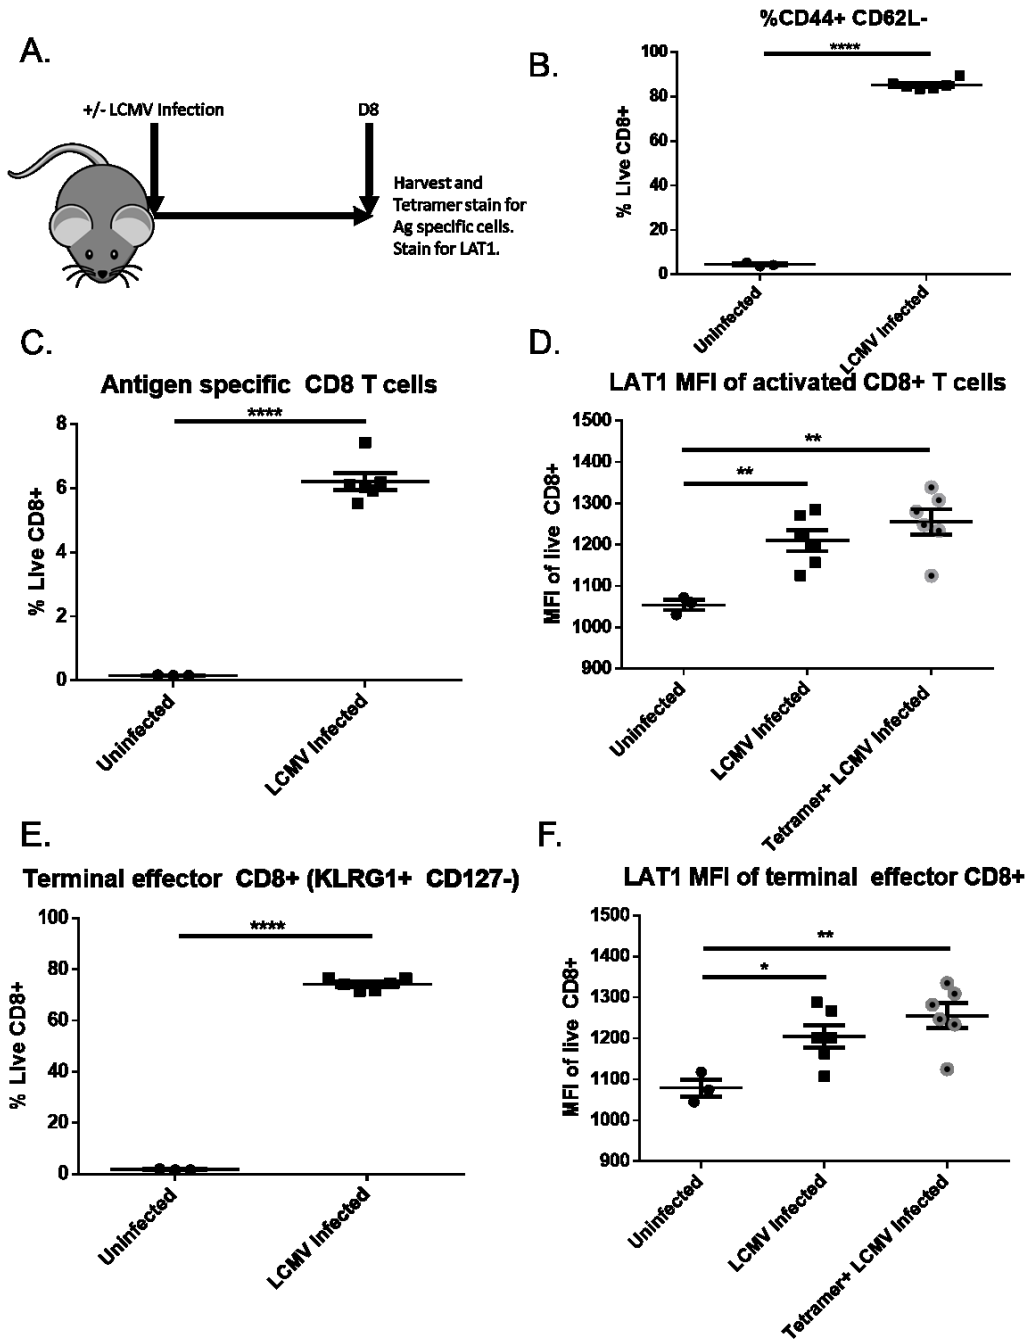 A.
+/- LCMV Infection
D8
Harvest and
Tetramer stain for
Ag specific cells.
Stain for LAT1.
B.
%CD44+ CD62L-
% Live CD8+
100
80
60
40
20
0
****
Uninfected
LCMV Infected
C.
Antigen specific CD8 T cells
% Live CD8+
8
6
4
2
0
****
Uninfected
LCMV Infected
D.
LAT1 MFI of activated CD8+ T cells
MFI of live CD8+
1500
1400
1300
1200
1100
1000
900
**
**
Uninfected
LCMV Infected
Tetramer+ LCMV Infected
E.
Terminal effector CD8+ (KLRG1+ CD127-)
% Live CD8+
100
80
60
40
20
0
****
Uninfected
LCMV Infected
F.
LAT1 MFI of terminal effector CD8+
MFI of live CD8+
1500
1400
1300
1200
1100
1000
900
**
*
Uninfected
LCMV Infected
Tetramer+ LCMV Infected